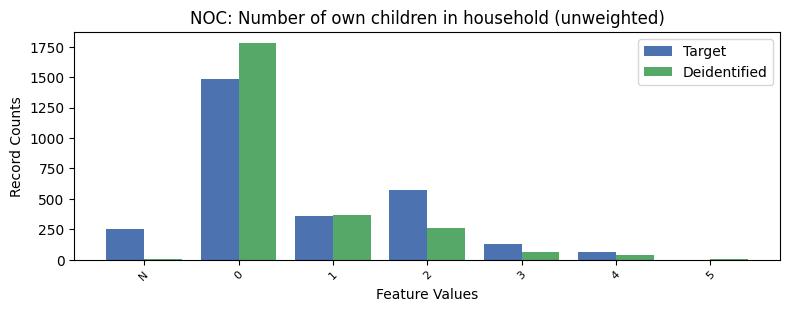 NOC: Number of own children in household (unweighted)
Target
Deidentified
Record Counts
1750
1500
1250
1000
750
500
250
0
N 0 1 2 3 4 5
Feature Values